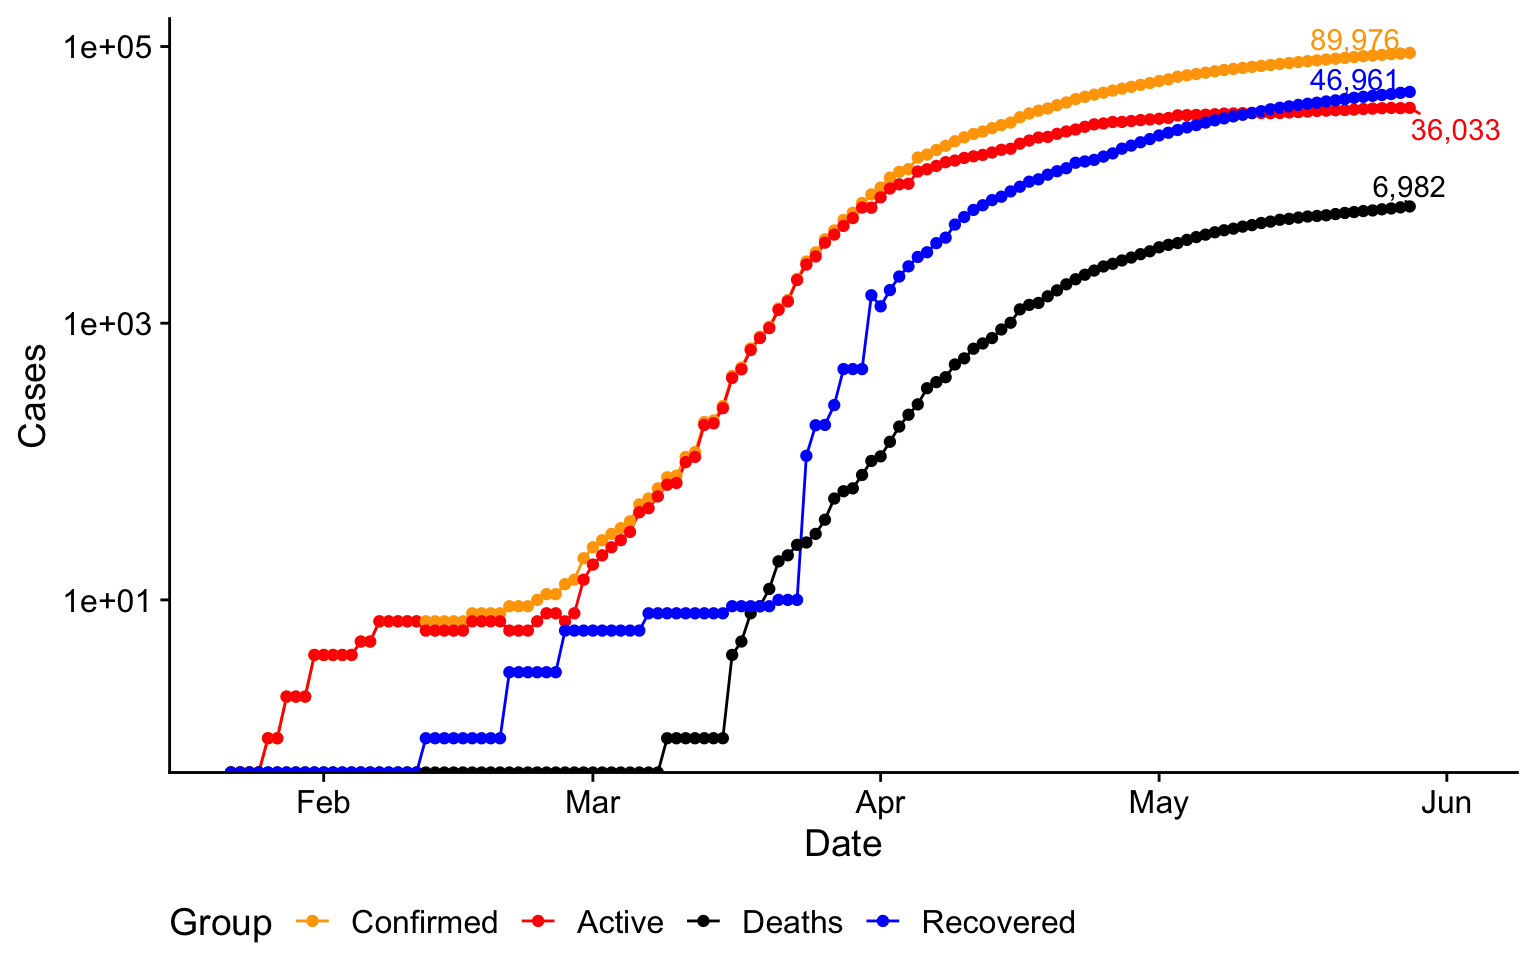 89,976
1e+05
46,961
36,033
6,982
1e+03
Cases
1e+01
Feb Mar Apr May Jun
Date
Group Confirmed Active Deaths Recovered